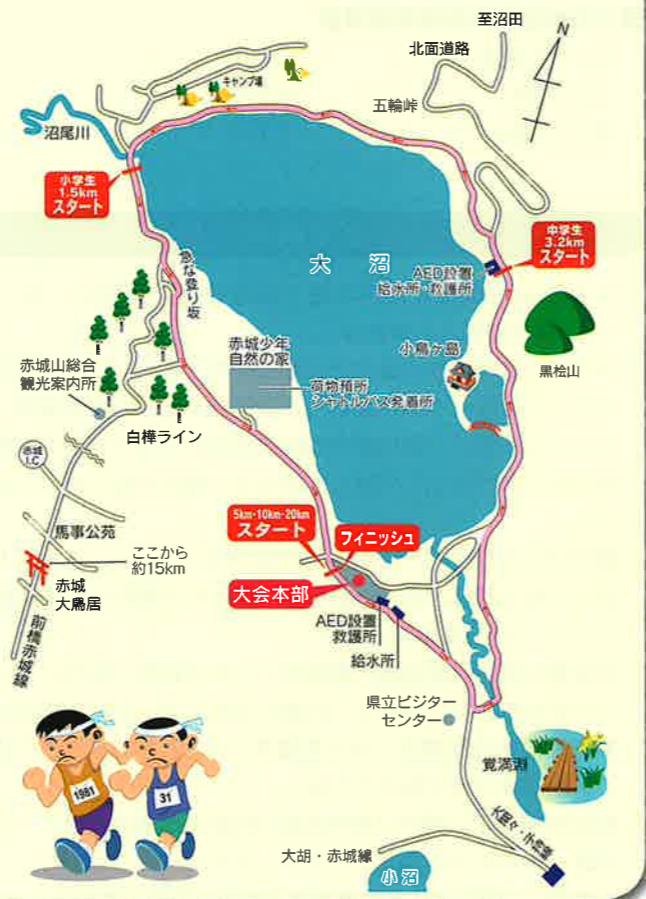 至沼田
北面道路
N
五輪峠
キャンプ場
沼尾川
小学生
1.5km
スタート
中学生
3.2km
スタート
急な登り坂
大沼
AED設置
給水所・救護所
小鳥ヶ島
黒桧山
赤城少年
自然の家
荷物預所
シャトルバス発着所
赤城山総合
観光案内所
白樺ライン
赤城
I.C
馬事公苑
ここから
約15km
赤城
大鳥居
前橋赤城線
5km・10km・20km
スタート
フィニッシュ
大会本部
AED設置
救護所
給水所
県立ビジター
センター
覚満淵
1981
31
大胡・赤城線
小沼